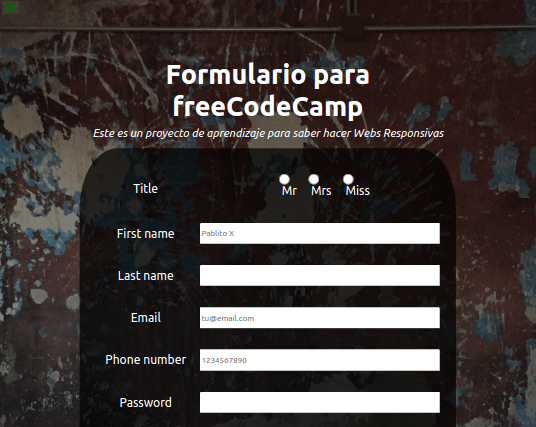 Formulario para
freeCodeCamp
Este es un proyecto de aprendizaje para saber hacer Webs Responsivas
Title
Mr Mrs Miss
First name Pablito X
Last name
Email tu@email.com
Phone number 1234567890
Password